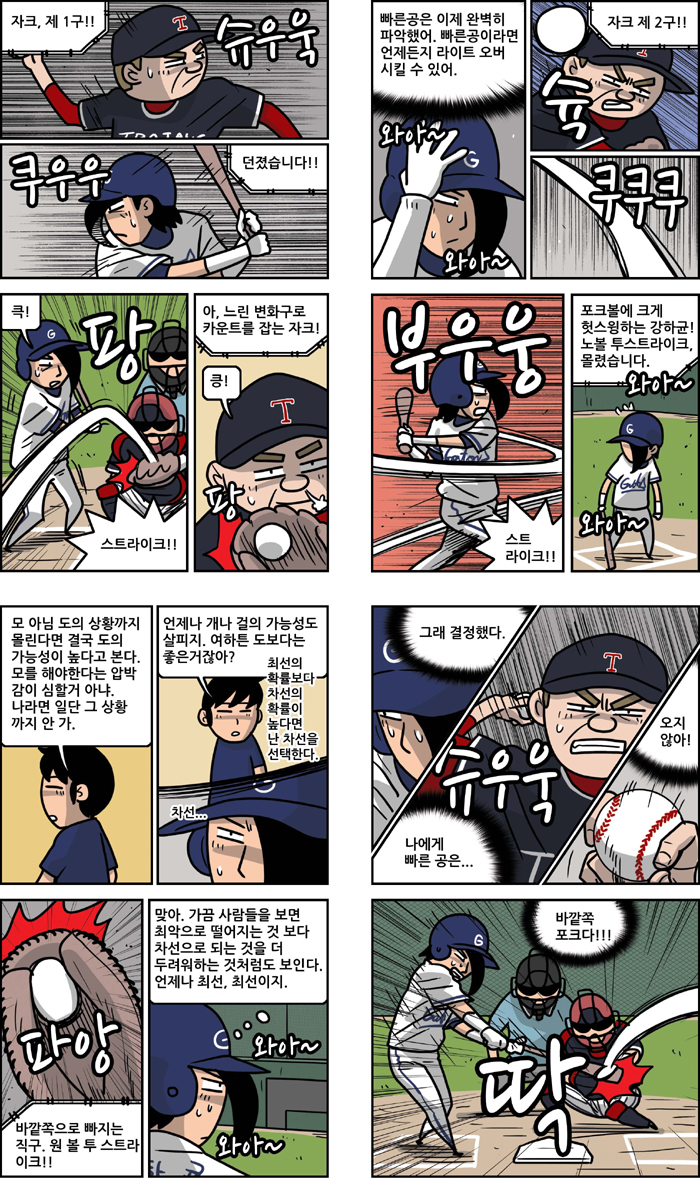 자크, 제 1구!!
슈우욱
T
TROJANS
쿠우우
던졌습니다!!
G
큭!
팡
스트라이크!!
아, 느린 변화구로
카운트를 잡는 자크!
킁!
T
팡
빠른공은 이제 완벽히
파악했어. 빠른공이라면
언제든지 라이트 오버
시킬 수 있어.
와아~
G
와아~
자크 제 2구!!
슉
쿠쿠쿡
부우웅
스트
라이크!!
포크볼에 크게
헛스윙하는 강하균!
노볼 투스트라이크,
몰렸습니다.
와아~
G
와아~
모 아님 도의 상황까지
몰린다면 결국 도의
가능성이 높다고 본다.
모를 해야한다는 압박
감이 심할거 아냐.
나라면 일단 그 상황
까지 안 가.
언제나 개나 걸의 가능성도
살피지. 여하튼 도보다는
좋은거잖아?
최선의
확률보다
차선의
확률이
높다면
난 차선을
선택한다.
G
차선...
파앙
바깥쪽으로 빠지는
직구. 원 볼 투 스트라
이크!!
맞아. 가끔 사람들을 보면
최악으로 떨어지는 것 보다
차선으로 되는 것을 더
두려워하는 것처럼도 보인다.
언제나 최선, 최선이지.
G
와아~
와아~
그래 결정했다.
G
T
슈우욱
T
나에게
빠른 공은...
오지
않아!
바깥쪽
포크다!!!
G
딱